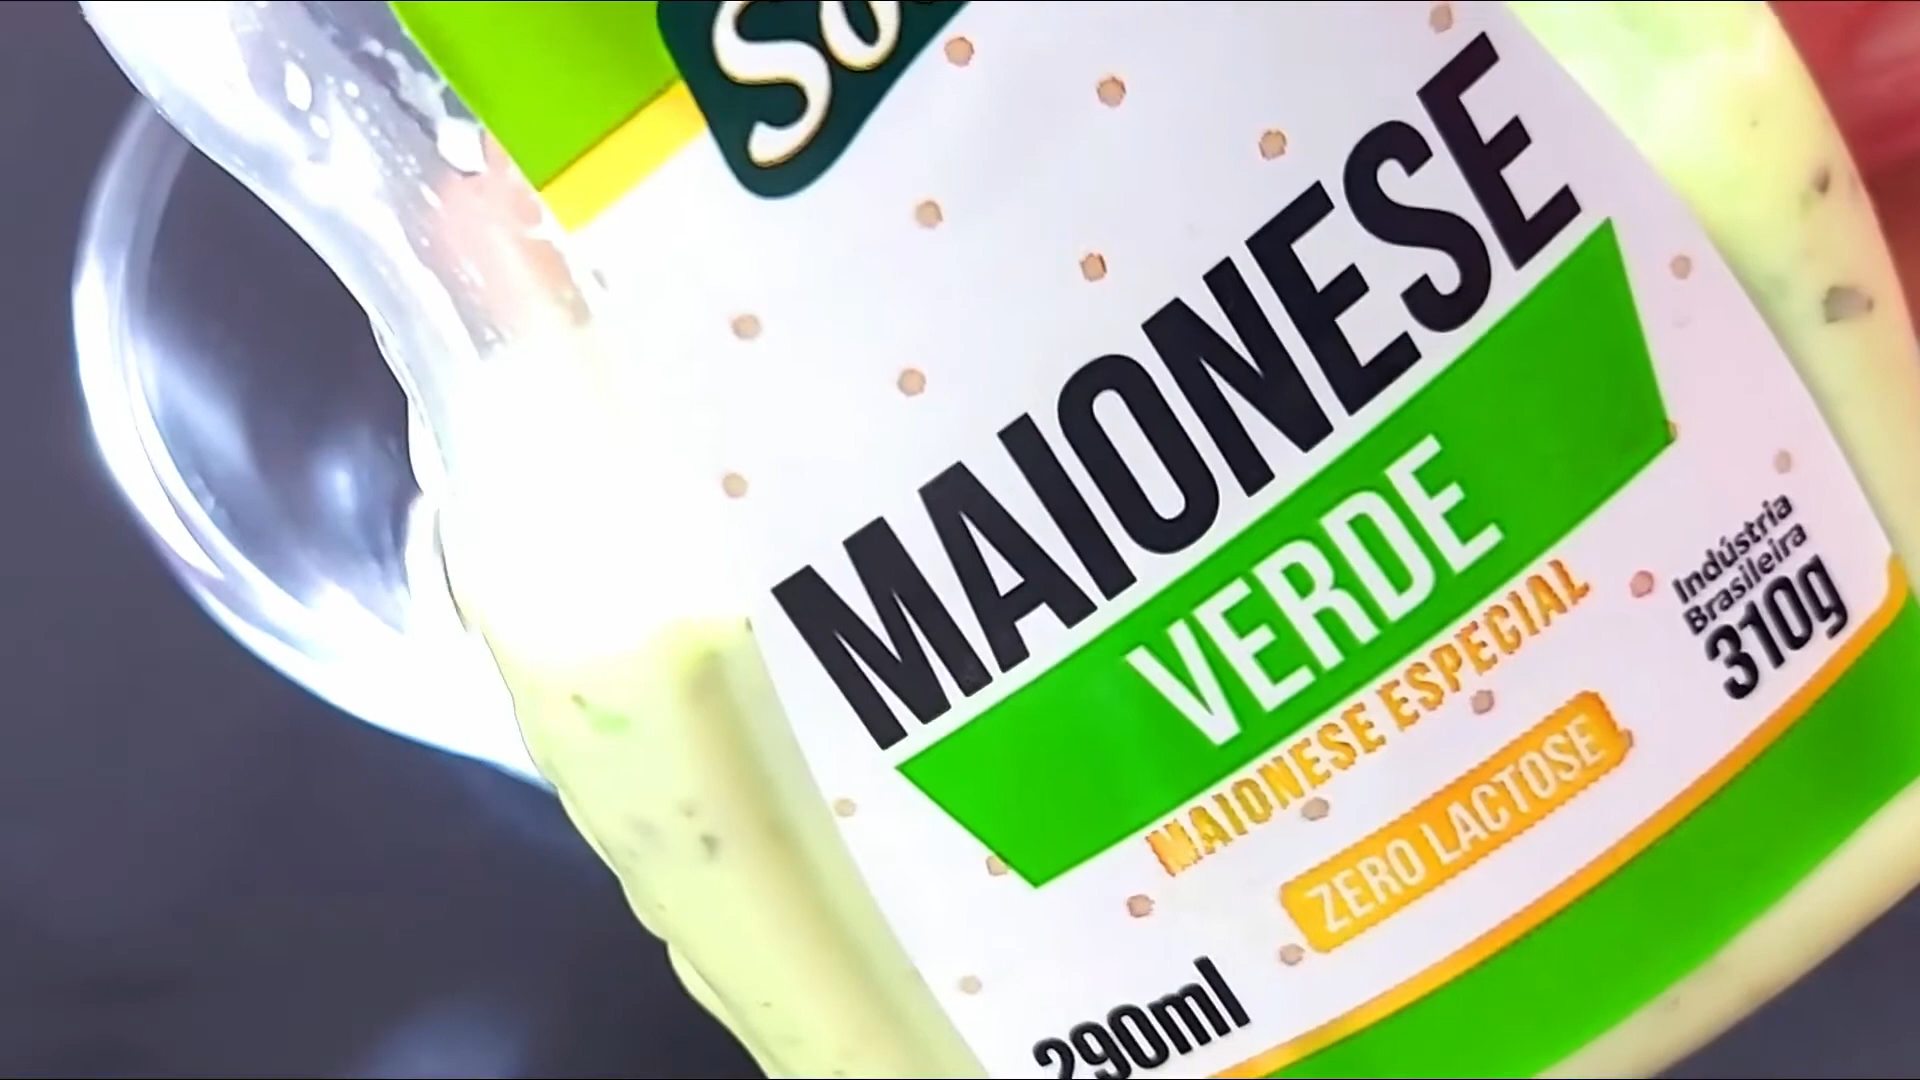 MAIONESE
VERDE
MAIONESE ESPECIAL
ZERO LACTOSE
Indústria
Brasileira
310g
290ml